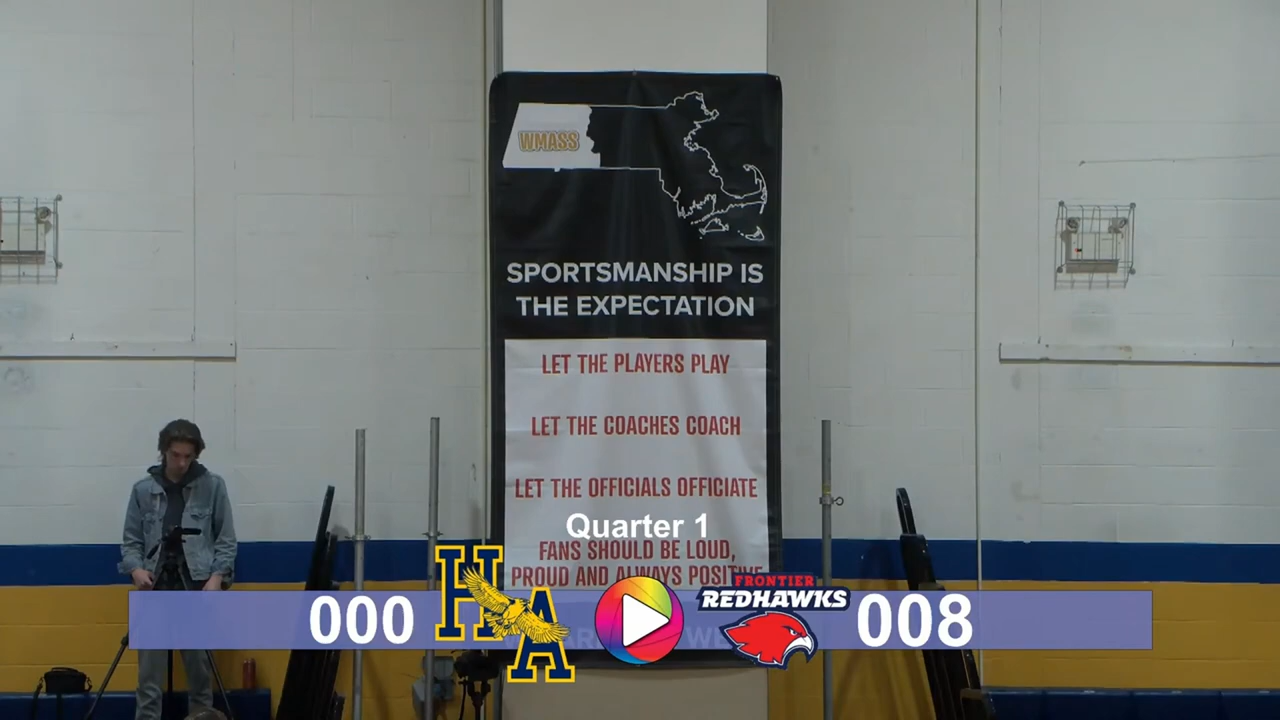 WMASS
SPORTSMANSHIP IS
THE EXPECTATION
LET THE PLAYERS PLAY
LET THE COACHES COACH
LET THE OFFICIALS OFFICIATE
Quarter 1
FANS SHOULD BE LOUD,
PROUD AND ALWAYS POSITIVE
000
HA
FRONTIER
REDHAWKS
008